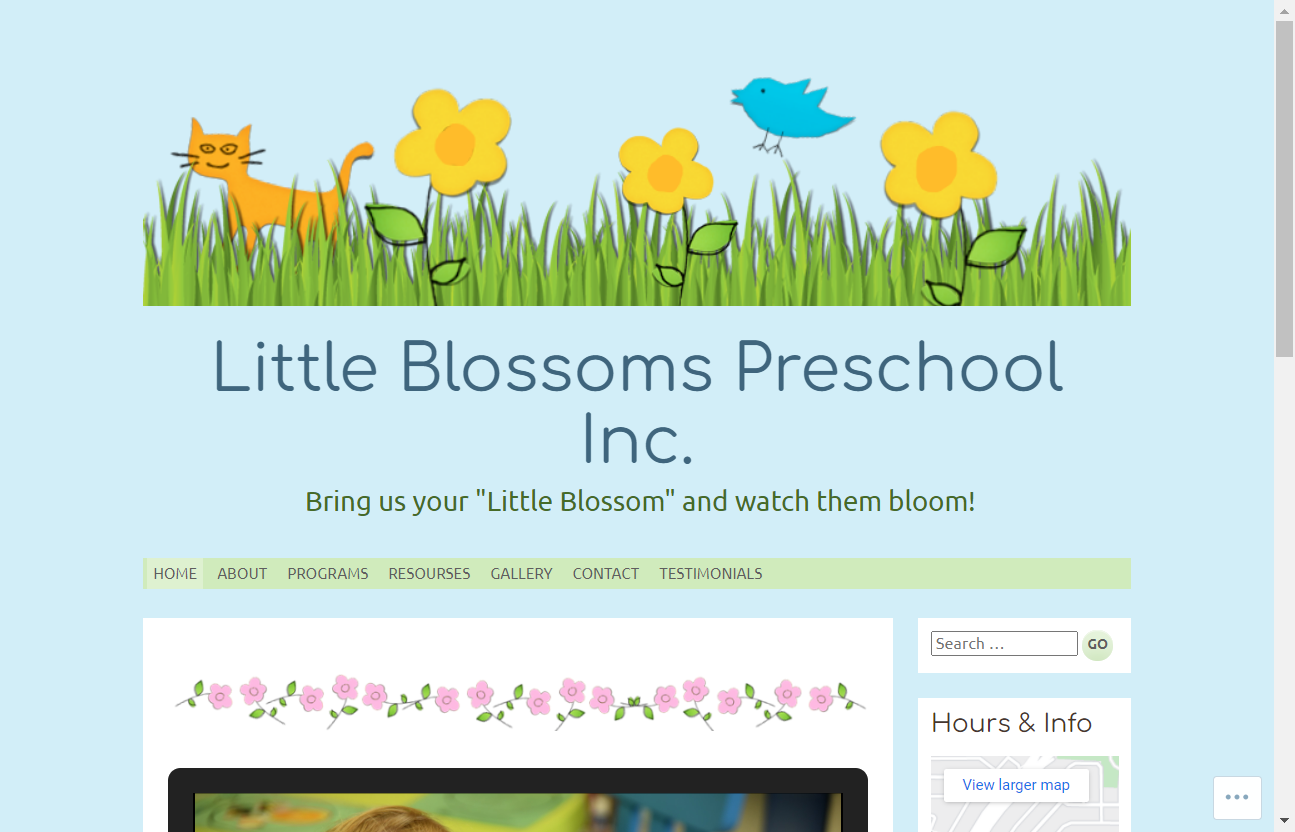 Little Blossoms Preschool
Inc.
Bring us your "Little Blossom" and watch them bloom!
HOME ABOUT PROGRAMS RESOURSES GALLERY CONTACT TESTIMONIALS
Search ... GO
Hours & Info
View larger map